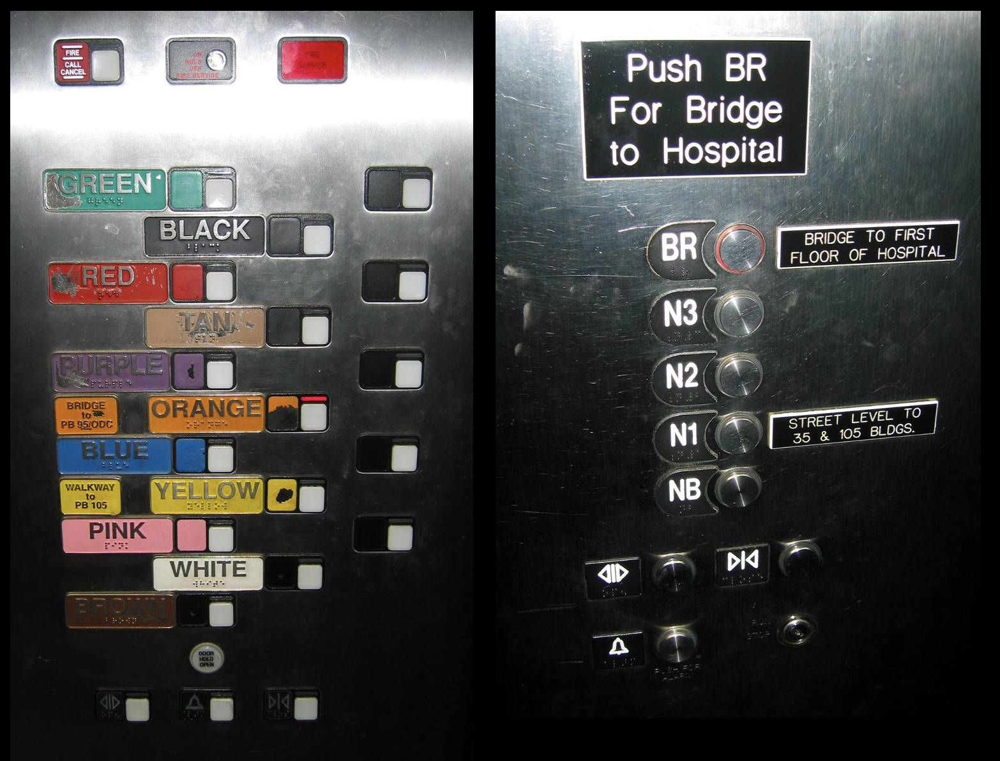 FIRE
CALL
CANCEL
ON
HOLD
OFF
FIRE SERVICE
FIRE
SERVICE
GREEN
BLACK
RED
TAN
PURPLE
BRIDGE
to
PB 95/ODC
ORANGE
BLUE
WALKWAY
to
PB 105
YELLOW
PINK
WHITE
BROWN
DOOR
HOLD
OPEN
Push BR
For Bridge
to Hospital
BR
BRIDGE TO FIRST
FLOOR OF HOSPITAL
N3
N2
N1
STREET LEVEL TO
35 & 105 BLDGS.
NB
RUN
STOP
PUSH FOR
ALARM